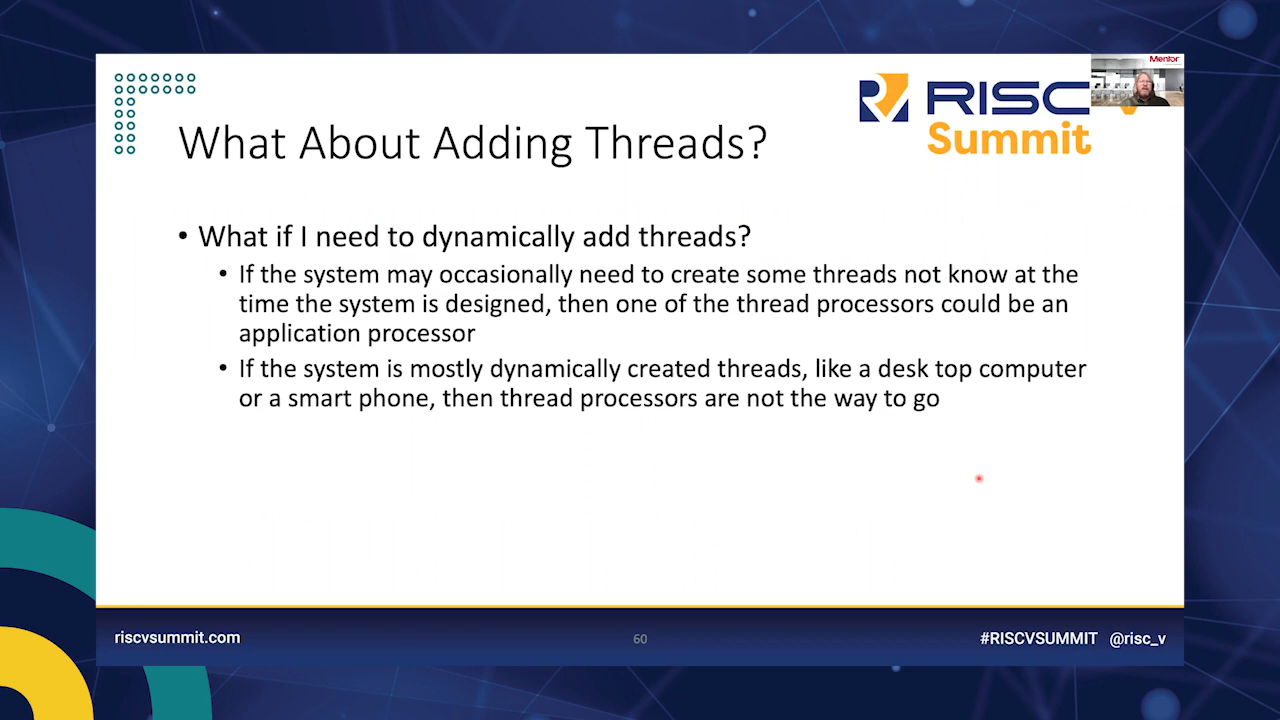 Mentor
RISC
Summit
What About Adding Threads?
• What if I need to dynamically add threads?
• If the system may occasionally need to create some threads not know at the
time the system is designed, then one of the thread processors could be an
application processor
• If the system is mostly dynamically created threads, like a desk top computer
or a smart phone, then thread processors are not the way to go
riscvsummit.com
60
#RISCVSUMMIT @risc_v